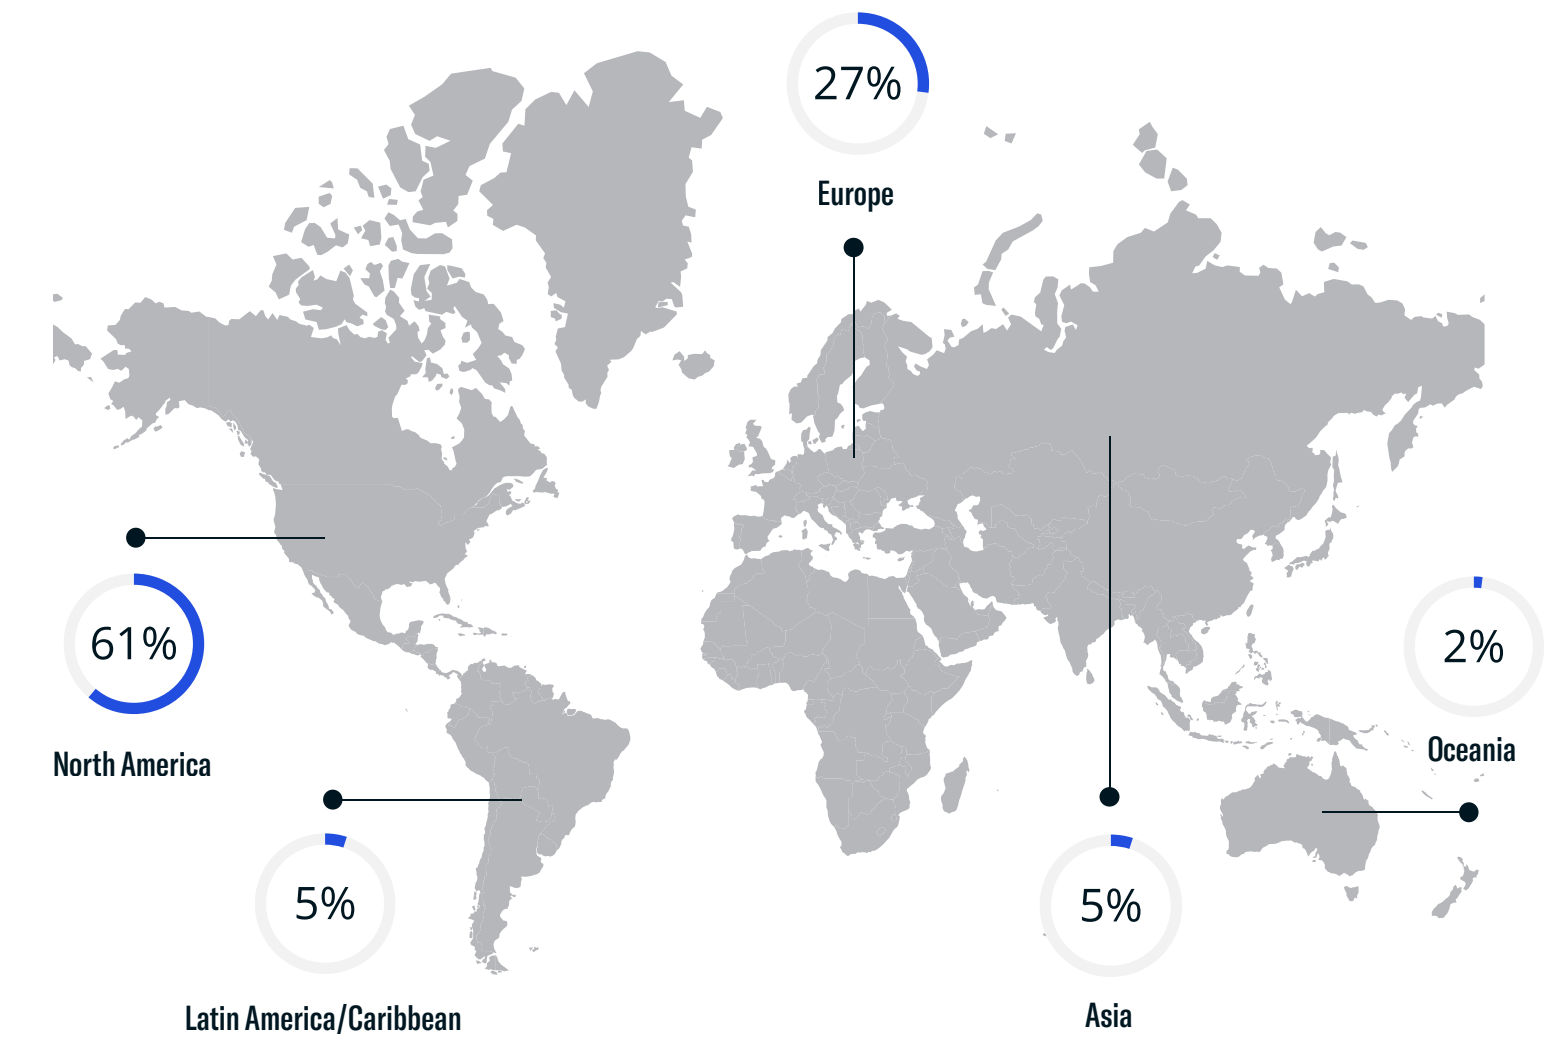 27%
Europe
61%
North America
2%
Oceania
5%
Latin America/Caribbean
5%
Asia